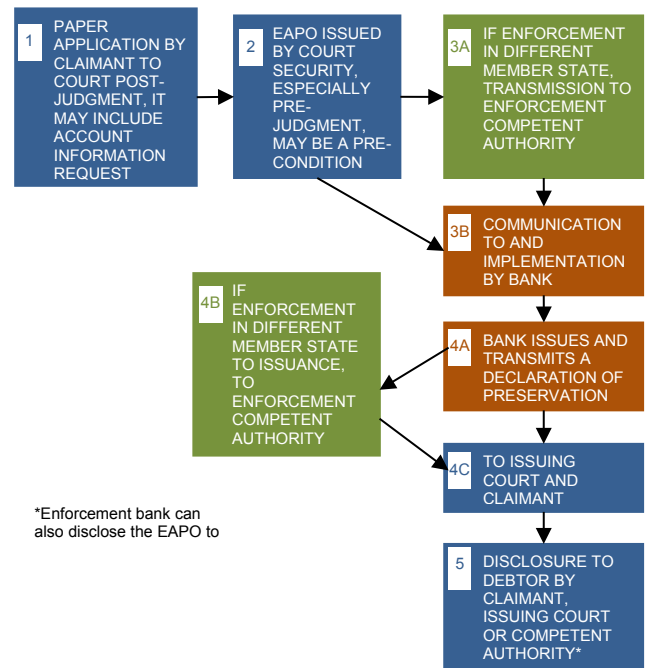 1
PAPER
APPLICATION BY
CLAIMANT TO
COURT POST-
JUDGMENT, IT
MAY INCLUDE
ACCOUNT
INFORMATION
REQUEST
2
EAPO ISSUED
BY COURT
SECURITY,
ESPECIALLY
PRE-
JUDGMENT,
MAY BE A PRE-
CONDITION
3A
IF ENFORCEMENT
IN DIFFERENT
MEMBER STATE,
TRANSMISSION TO
ENFORCEMENT
COMPETENT
AUTHORITY
3B
COMMUNICATION
TO AND
IMPLEMENTATION
BY BANK
4A
BANK ISSUES AND
TRANSMITS A
DECLARATION OF
PRESERVATION
4B
IF
ENFORCEMENT
IN DIFFERENT
MEMBER STATE
TO ISSUANCE,
TO
ENFORCEMENT
COMPETENT
AUTHORITY
4C
TO ISSUING
COURT AND
CLAIMANT
5
DISCLOSURE TO
DEBTOR BY
CLAIMANT,
ISSUING COURT
OR COMPETENT
AUTHORITY*
*Enforcement bank can
also disclose the EAPO to